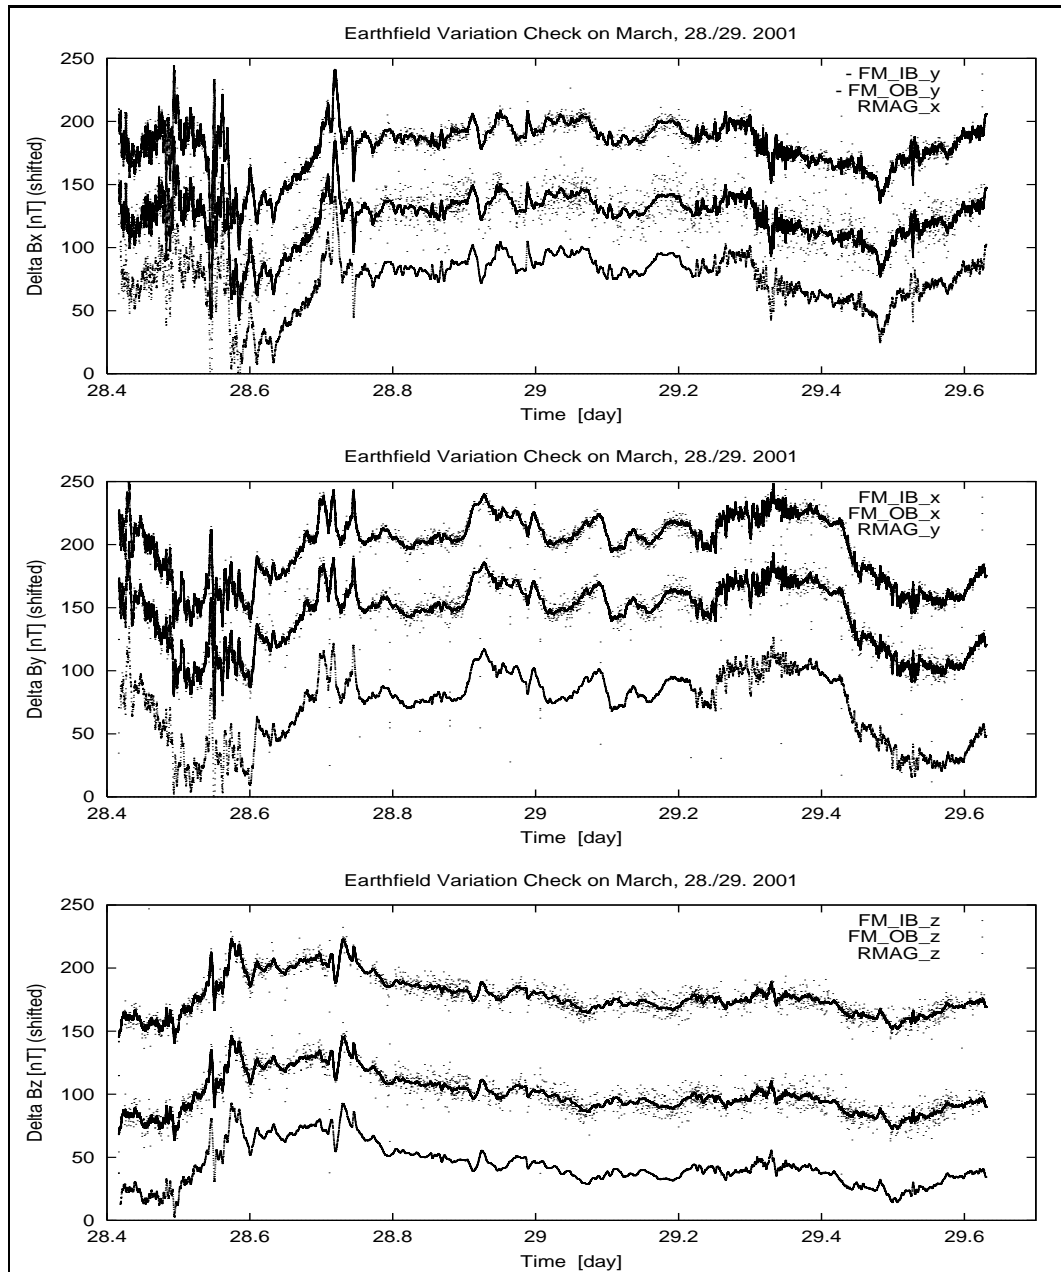 Earthfield Variation Check on March, 28./29. 2001
250
200
150
100
50
0
Delta Bx [nT] (shifted)
- FM_IB_y
- FM_OB_y
RMAG_x
28.4 28.6 28.8 29 29.2 29.4 29.6
Time [day]
Earthfield Variation Check on March, 28./29. 2001
250
200
150
100
50
0
Delta By [nT] (shifted)
FM_IB_x
FM_OB_x
RMAG_y
28.4 28.6 28.8 29 29.2 29.4 29.6
Time [day]
Earthfield Variation Check on March, 28./29. 2001
250
200
150
100
50
0
Delta Bz [nT] (shifted)
FM_IB_z
FM_OB_z
RMAG_z
28.4 28.6 28.8 29 29.2 29.4 29.6
Time [day]